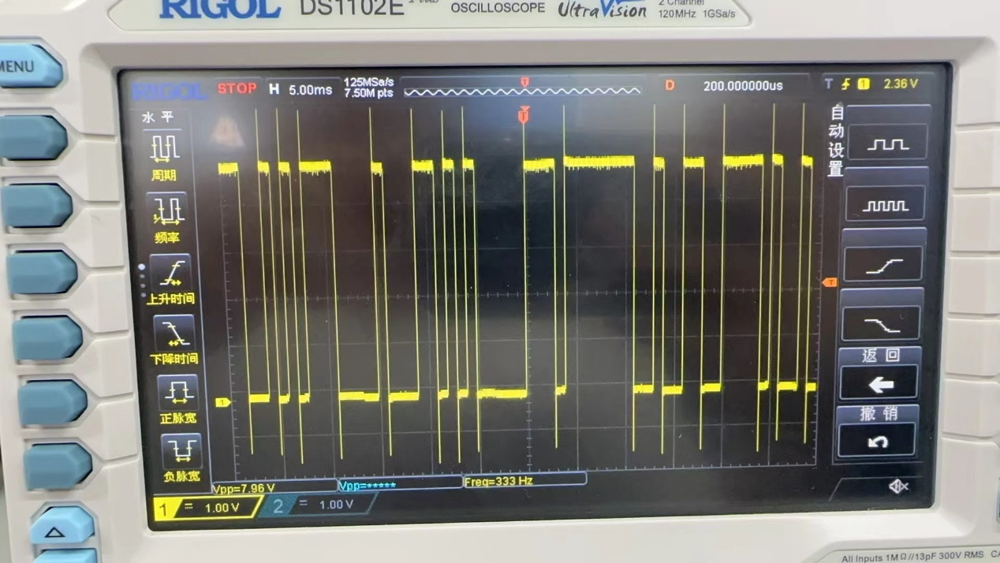 RIGOL DS1102E Plus OSCILLOSCOPE UltraVision 2 Channel
120MHz 1GSa/s
MENU
RIGOL STOP H 5.00ms 125MSa/s
7.50M pts
T
D 200.000000us T 1 2.36 V
水平
周期
频率
上升时间
下降时间
正脉宽
负脉宽
T
T
1
自动设置
返回
撤销
Vpp=7.96 V Vpp=***** Freq=333 Hz
1 = 1.00 V 2 = 1.00 V
All Inputs 1MΩ//13pF 300V RMS